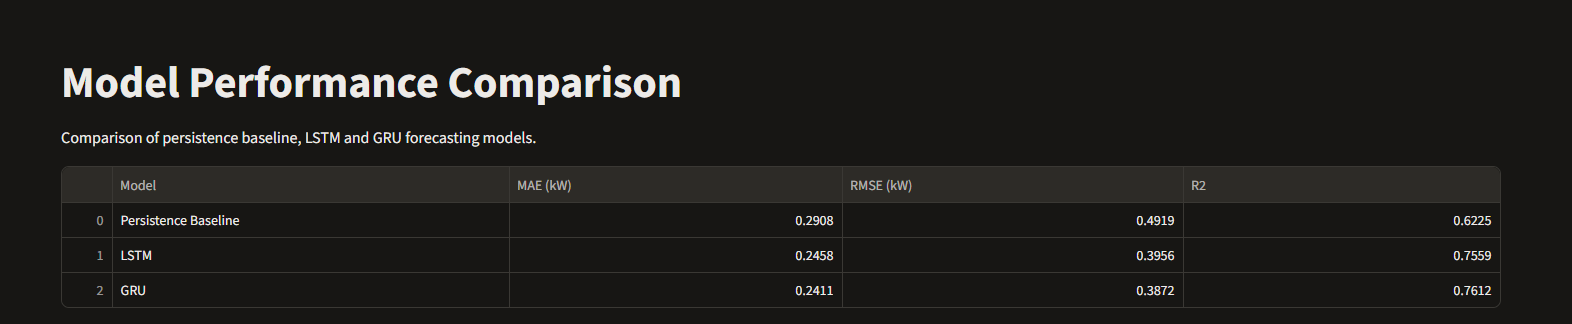 Model Performance Comparison
Comparison of persistence baseline, LSTM and GRU forecasting models.
Model MAE (kW) RMSE (kW) R2
0 Persistence Baseline 0.2908 0.4919 0.6225
1 LSTM 0.2458 0.3956 0.7559
2 GRU 0.2411 0.3872 0.7612